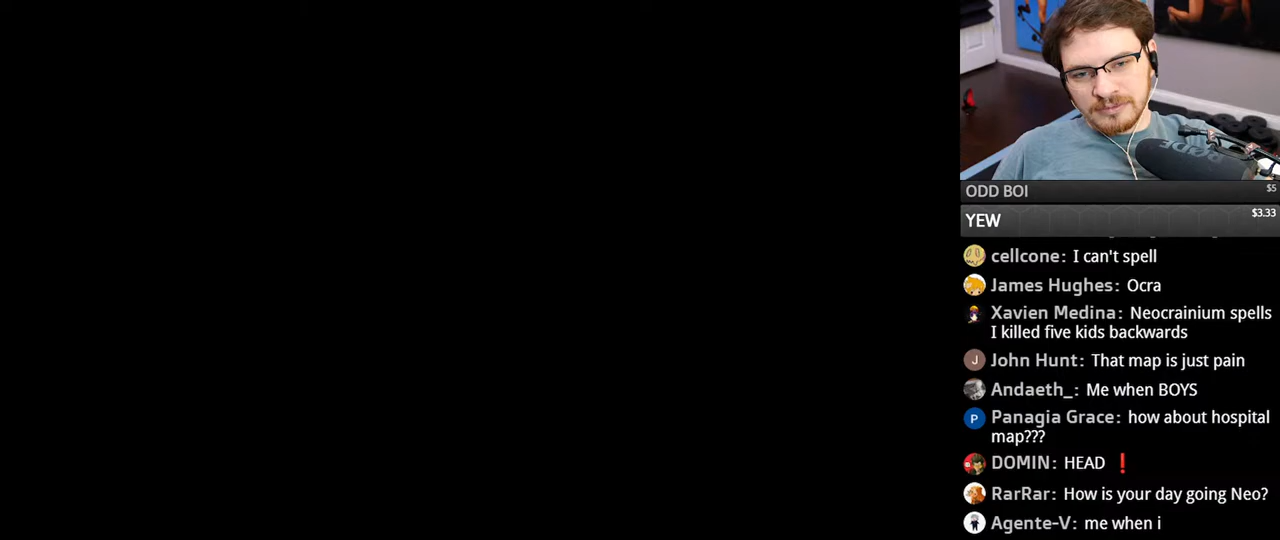 RØDE
ODD BOI
$5
YEW
$3.33
cellcone: I can't spell
James Hughes: Ocra
Xavien Medina: Neocrainium spells
I killed five kids backwards
J John Hunt: That map is just pain
Andaeth_: Me when BOYS
P Panagia Grace: how about hospital
map???
DOMIN: HEAD ❗
RarRar: How is your day going Neo?
Agente-V: me when i